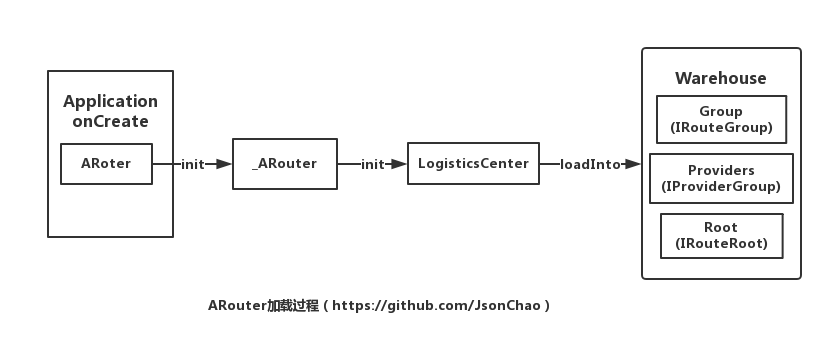 Application
onCreate
ARoter
init
_ARouter
init
LogisticsCenter
loadInto
Warehouse
Group
(IRouteGroup)
Providers
(IProviderGroup)
Root
(IRouteRoot)
ARouter加载过程（https://github.com/JsonChao）